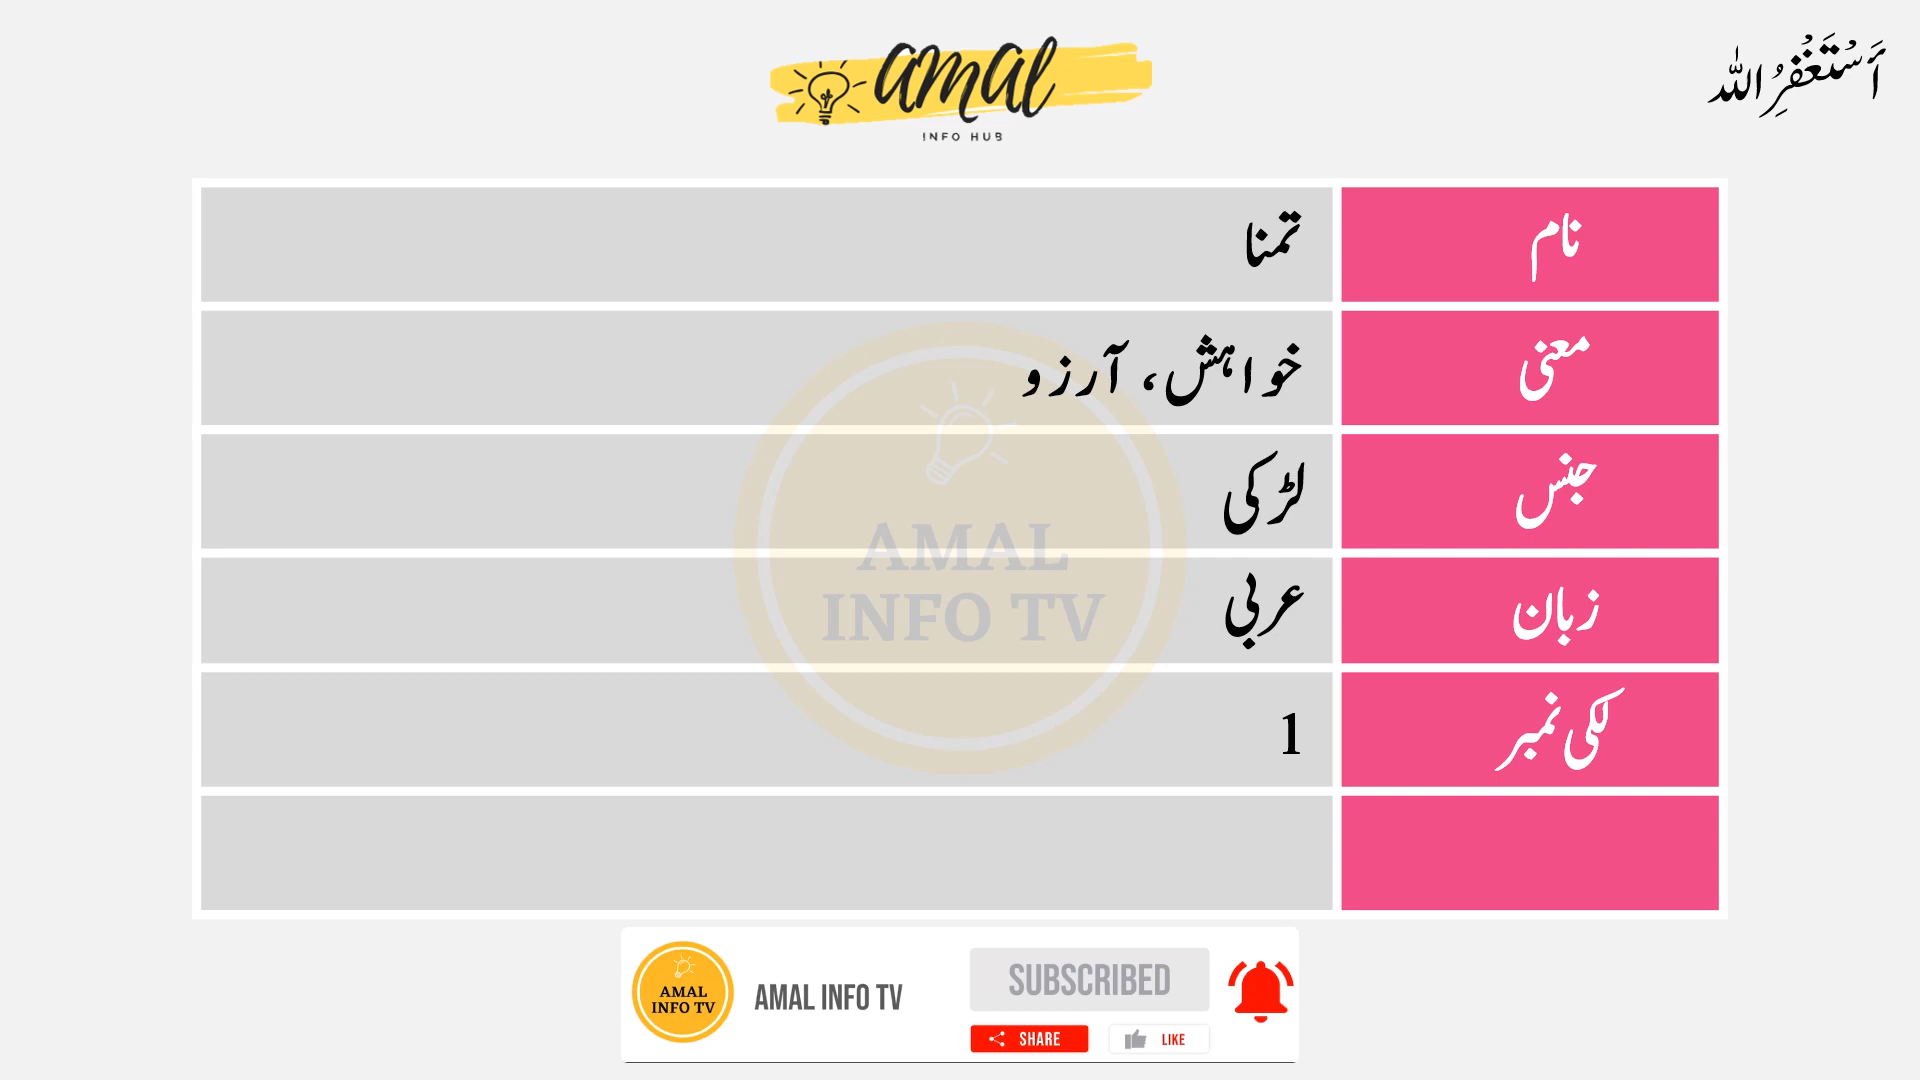 amal
INFO HUB
أَسْتَغْفِرُ اللّٰه
نام تمنا
معنی خواہش، آرزو
جنس لڑکی
زبان عربی
لکی نمبر 1
AMAL
INFO TV
AMAL
INFO TV
AMAL INFO TV
SUBSCRIBED
SHARE
LIKE